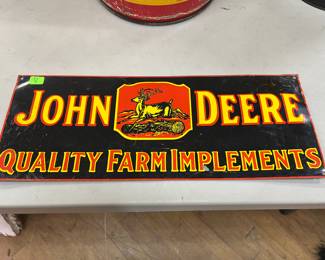 JOHN DEERE
QUALITY FARM IMPLEMENTS